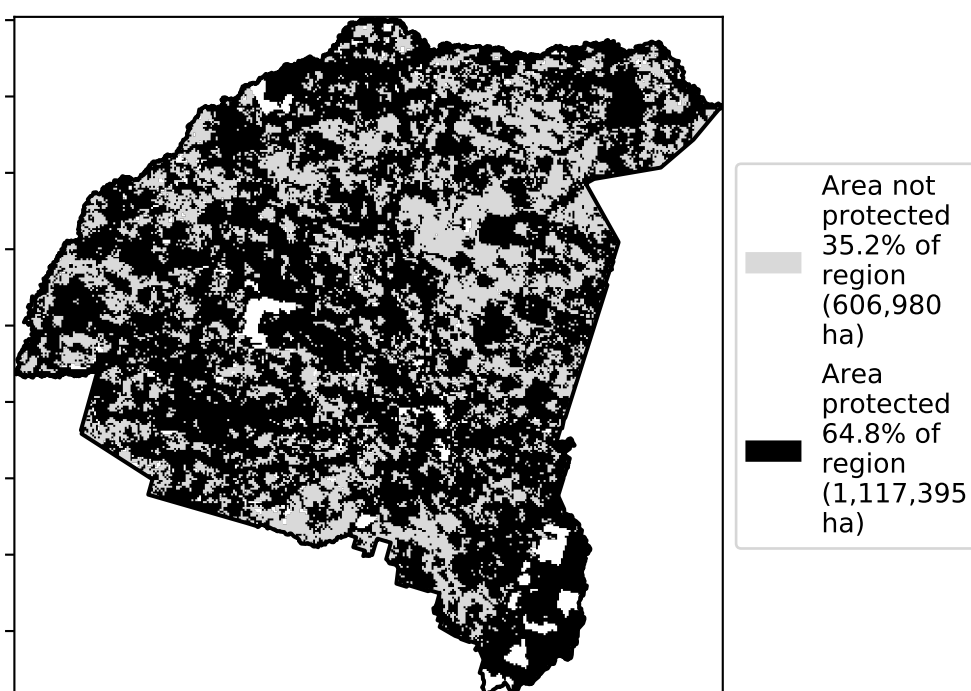 Area not
protected
35.2% of
region
(606,980
ha)
Area
protected
64.8% of
region
(1,117,395
ha)